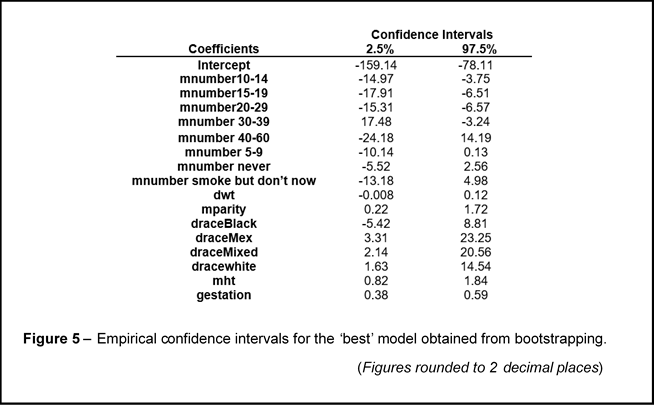 Confidence Intervals
Coefficients 2.5% 97.5%
Intercept -159.14 -78.11
mnumber10-14 -14.97 -3.75
mnumber15-19 -17.91 -6.51
mnumber20-29 -15.31 -6.57
mnumber 30-39 17.48 -3.24
mnumber 40-60 -24.18 14.19
mnumber 5-9 -10.14 0.13
mnumber never -5.52 2.56
mnumber smoke but don't now -13.18 4.98
dwt -0.008 0.12
mparity 0.22 1.72
draceBlack -5.42 8.81
draceMex 3.31 23.25
draceMixed 2.14 20.56
dracewhite 1.63 14.54
mht 0.82 1.84
gestation 0.38 0.59
Figure 5 – Empirical confidence intervals for the ‘best’ model obtained from bootstrapping.
(Figures rounded to 2 decimal places)